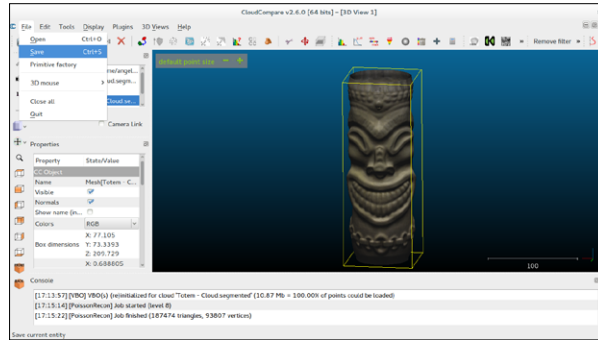 CloudCompare v2.6.0 [64 bits] - [3D View 1]
File Edit Tools Display Plugins 3D Views Help
Open Ctrl+O
Save Ctrl+S
Primitive factory
3D mouse
Close all
Quit
Remove filter
default point size
Camera Link
Properties
Property State/Value
CC Object
Name Mesh[Totem - C...
Visible
Normals
Show name (in...
Colors RGB
Box dimensions X: 77.105
Y: 73.3393
Z: 209.729
100
Console
[17:13:57] [VBO] VBO(s) (re)initialized for cloud 'Totem - Cloud.segmented' (10.87 Mb = 100.00% of points could be loaded)
[17:15:14] [PoissonRecon] Job started (level 8)
[17:15:22] [PoissonRecon] Job finished (187474 triangles, 93807 vertices)
Save current entity